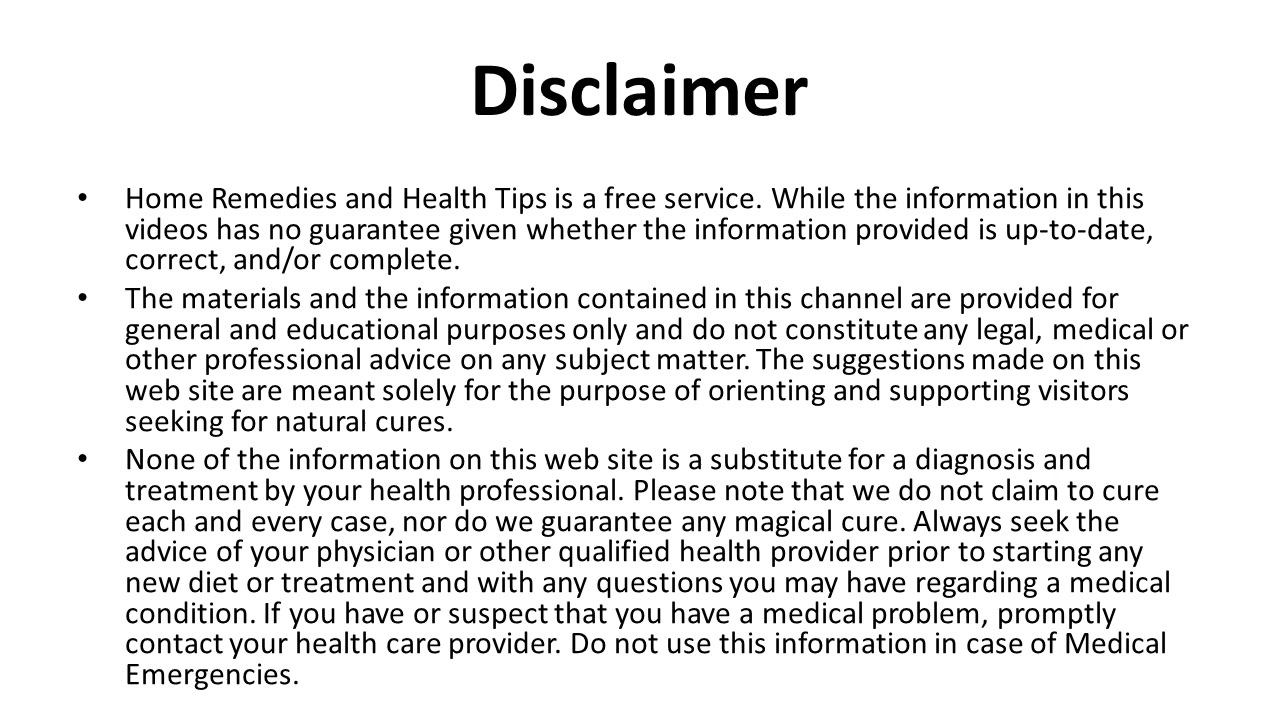 Disclaimer
• Home Remedies and Health Tips is a free service. While the information in this
videos has no guarantee given whether the information provided is up-to-date,
correct, and/or complete.
• The materials and the information contained in this channel are provided for
general and educational purposes only and do not constitute any legal, medical or
other professional advice on any subject matter. The suggestions made on this
web site are meant solely for the purpose of orienting and supporting visitors
seeking for natural cures.
• None of the information on this web site is a substitute for a diagnosis and
treatment by your health professional. Please note that we do not claim to cure
each and every case, nor do we guarantee any magical cure. Always seek the
advice of your physician or other qualified health provider prior to starting any
new diet or treatment and with any questions you may have regarding a medical
condition. If you have or suspect that you have a medical problem, promptly
contact your health care provider. Do not use this information in case of Medical
Emergencies.